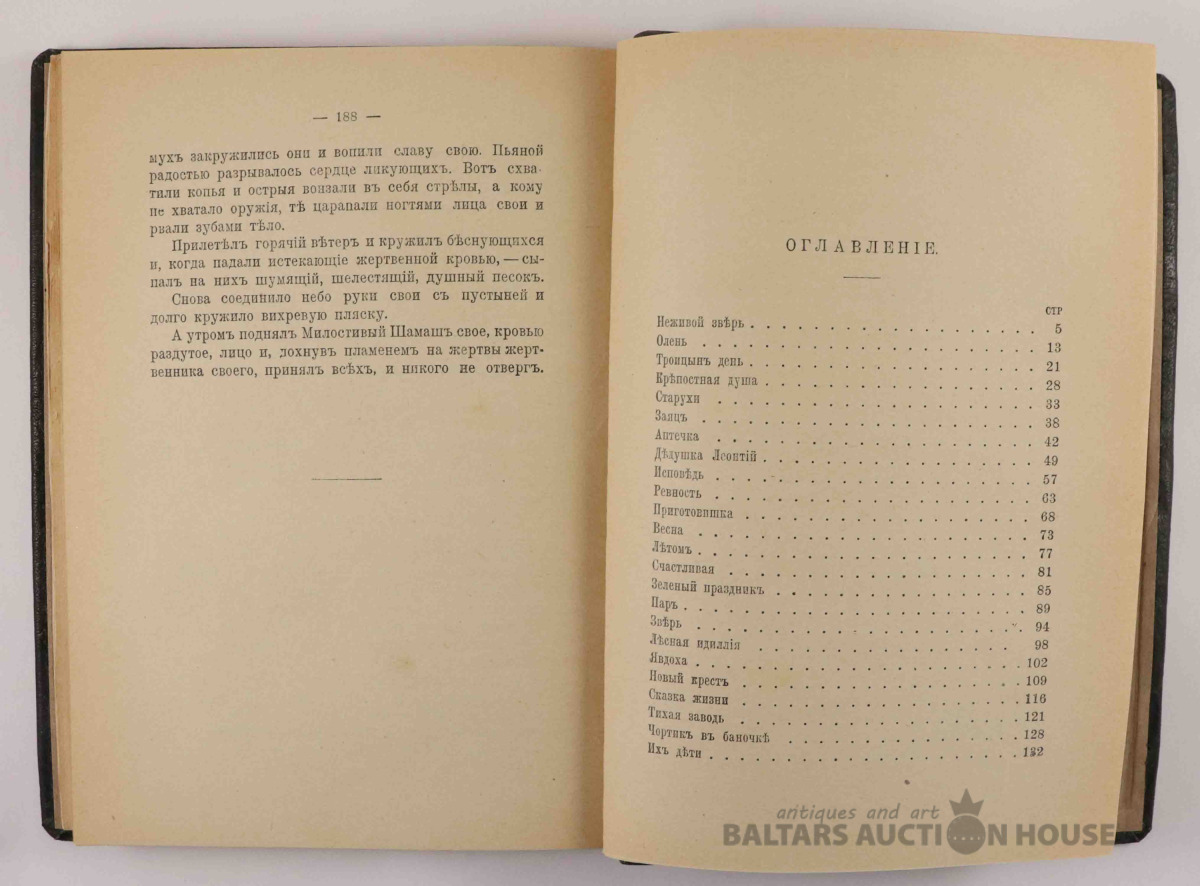 — 188 —
мухъ закружились они и вопили славу свою. Пьяной
радостью разрывалось сердце ликующихъ. Вотъ схва-
тили копья и острыя вонзали въ себя стрѣлы, а кому
не хватало оружія, тѣ царапали ногтями лица свои и
рвали зубами тѣло.
Прилетѣлъ горячій вѣтеръ и кружилъ бѣснующихся
и, когда падали истекающіе жертвенной кровью,—сы-
палъ на нихъ шумящій, шелестящій, душный песокъ.
Снова соединило небо руки свои съ пустыней и
долго кружило вихревую пляску.
А утромъ поднялъ Милостивый Шамашъ свое, кровью
раздутое, лицо и, дохнувъ пламенемъ на жертвы жерт-
венника своего, принялъ всѣхъ, и никого не отвергъ.
ОГЛАВЛЕНІЕ.
СТР
Неживой звѣрь . . . . . . . . . . . . . . . . . 5
Олень . . . . . . . . . . . . . . . . . 13
Троицынъ день . . . . . . . . . . . . . . . . . 21
Крѣпостная душа . . . . . . . . . . . . . . . . 28
Старухи . . . . . . . . . . . . . . . . . 33
Заяцъ . . . . . . . . . . . . . . . . . 38
Аптечка . . . . . . . . . . . . . . . . . 42
Дѣдушка Леонтій . . . . . . . . . . . . . . . . 49
Исповѣдь . . . . . . . . . . . . . . . . . 57
Ревность . . . . . . . . . . . . . . . . . 63
Приготовишка . . . . . . . . . . . . . . . . . 68
Весна . . . . . . . . . . . . . . . . . 73
Лѣтомъ . . . . . . . . . . . . . . . . . 77
Счастливая . . . . . . . . . . . . . . . . . 81
Зеленый праздникъ . . . . . . . . . . . . . . . 85
Паръ . . . . . . . . . . . . . . . . . 89
Звѣрь . . . . . . . . . . . . . . . . . 94
Лѣсная идиллія . . . . . . . . . . . . . . . 98
Явдоха . . . . . . . . . . . . . . . . . 102
Новый крестъ . . . . . . . . . . . . . . . . 109
Сказка жизни . . . . . . . . . . . . . . . . 116
Тихая заводь . . . . . . . . . . . . . . . . 121
Чортикъ въ баночкѣ . . . . . . . . . . . . . 128
Ихъ дѣти . . . . . . . . . . . . . . . . . 132
antiques and art
BALTARS AUCTION HOUSE